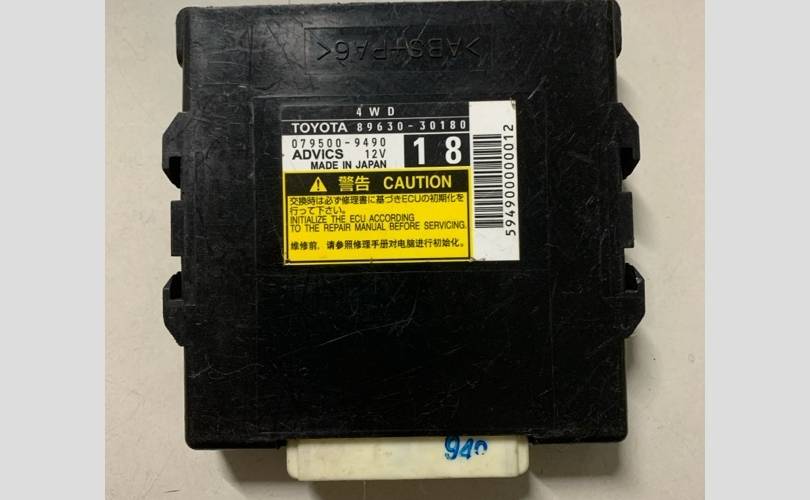 >ABS+PA6<
4WD
TOYOTA 89630-30180
079500-9490
ADVICS 12V
MADE IN JAPAN
18
594900000012
警告 CAUTION
交換時は必ず修理書に基づきECUの初期化を
行って下さい。
INITIALIZE THE ECU ACCORDING
TO THE REPAIR MANUAL BEFORE SERVICING.
维修前，请参照修理手册对电脑进行初始化。
940